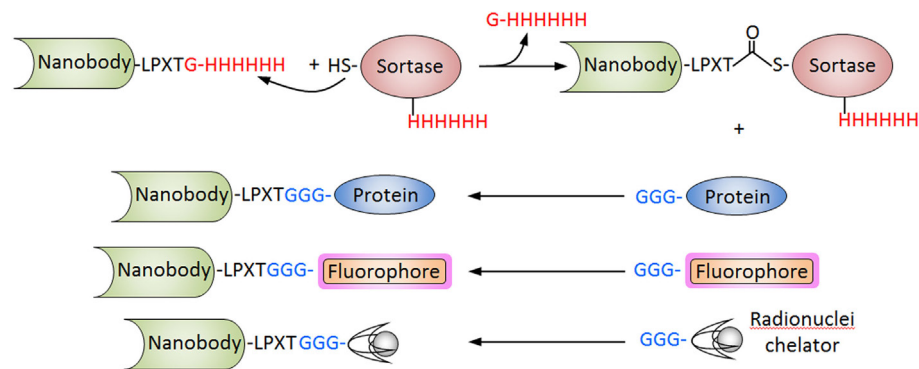 G-HHHHHH
Nanobody -LPXTG-HHHHHH + HS- Sortase Nanobody -LPXT O S- Sortase
HHHHHH HHHHHH
+
Nanobody -LPXTGGG- Protein GGG- Protein
Nanobody -LPXTGGG- Fluorophore GGG- Fluorophore
Nanobody -LPXTGGG- GGG- Radionuclei
chelator